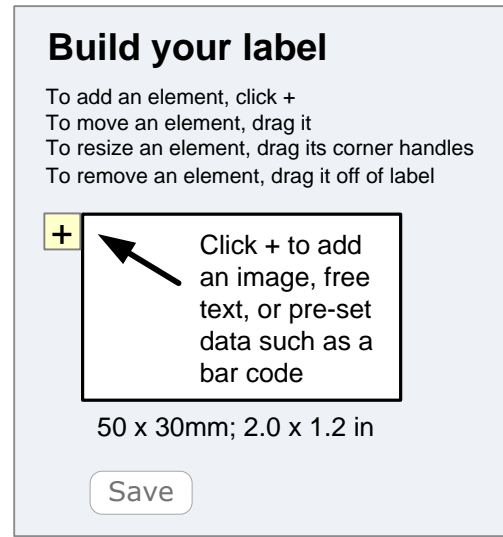 Build your label
To add an element, click +
To move an element, drag it
To resize an element, drag its corner handles
To remove an element, drag it off of label
+
Click + to add
an image, free
text, or pre-set
data such as a
bar code
50 x 30mm; 2.0 x 1.2 in
Save